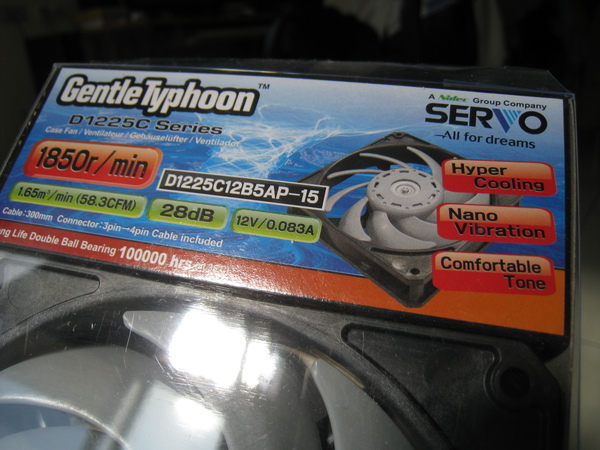 GentleTyphoon™
D1225C Series
Case Fan / Ventilateur / Gehäuselüfter / Ventilador
1850r/min
D1225C12B5AP-15
1.65m³/min (58.3CFM)
28dB
12V/0.083A
Cable:300mm Connector:3pin→4pin Cable included
Life Double Ball Bearing 100000 hrs
A Nidec Group Company
SERVO
All for dreams
Hyper
Cooling
Nano
Vibration
Comfortable
Tone